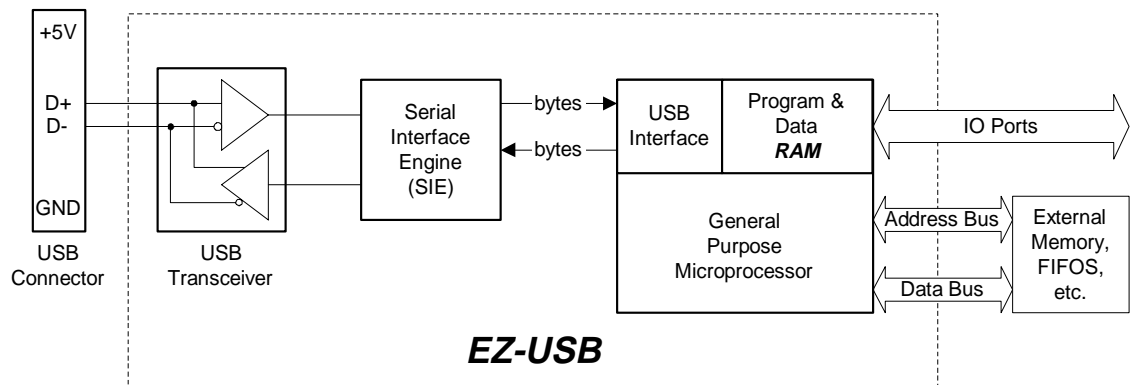 +5V
D+
D-
GND
USB
Connector
USB
Transceiver
Serial
Interface
Engine
(SIE)
bytes
bytes
USB
Interface
Program &
Data
RAM
General
Purpose
Microprocessor
IO Ports
Address Bus
Data Bus
External
Memory,
FIFOS,
etc.
EZ-USB